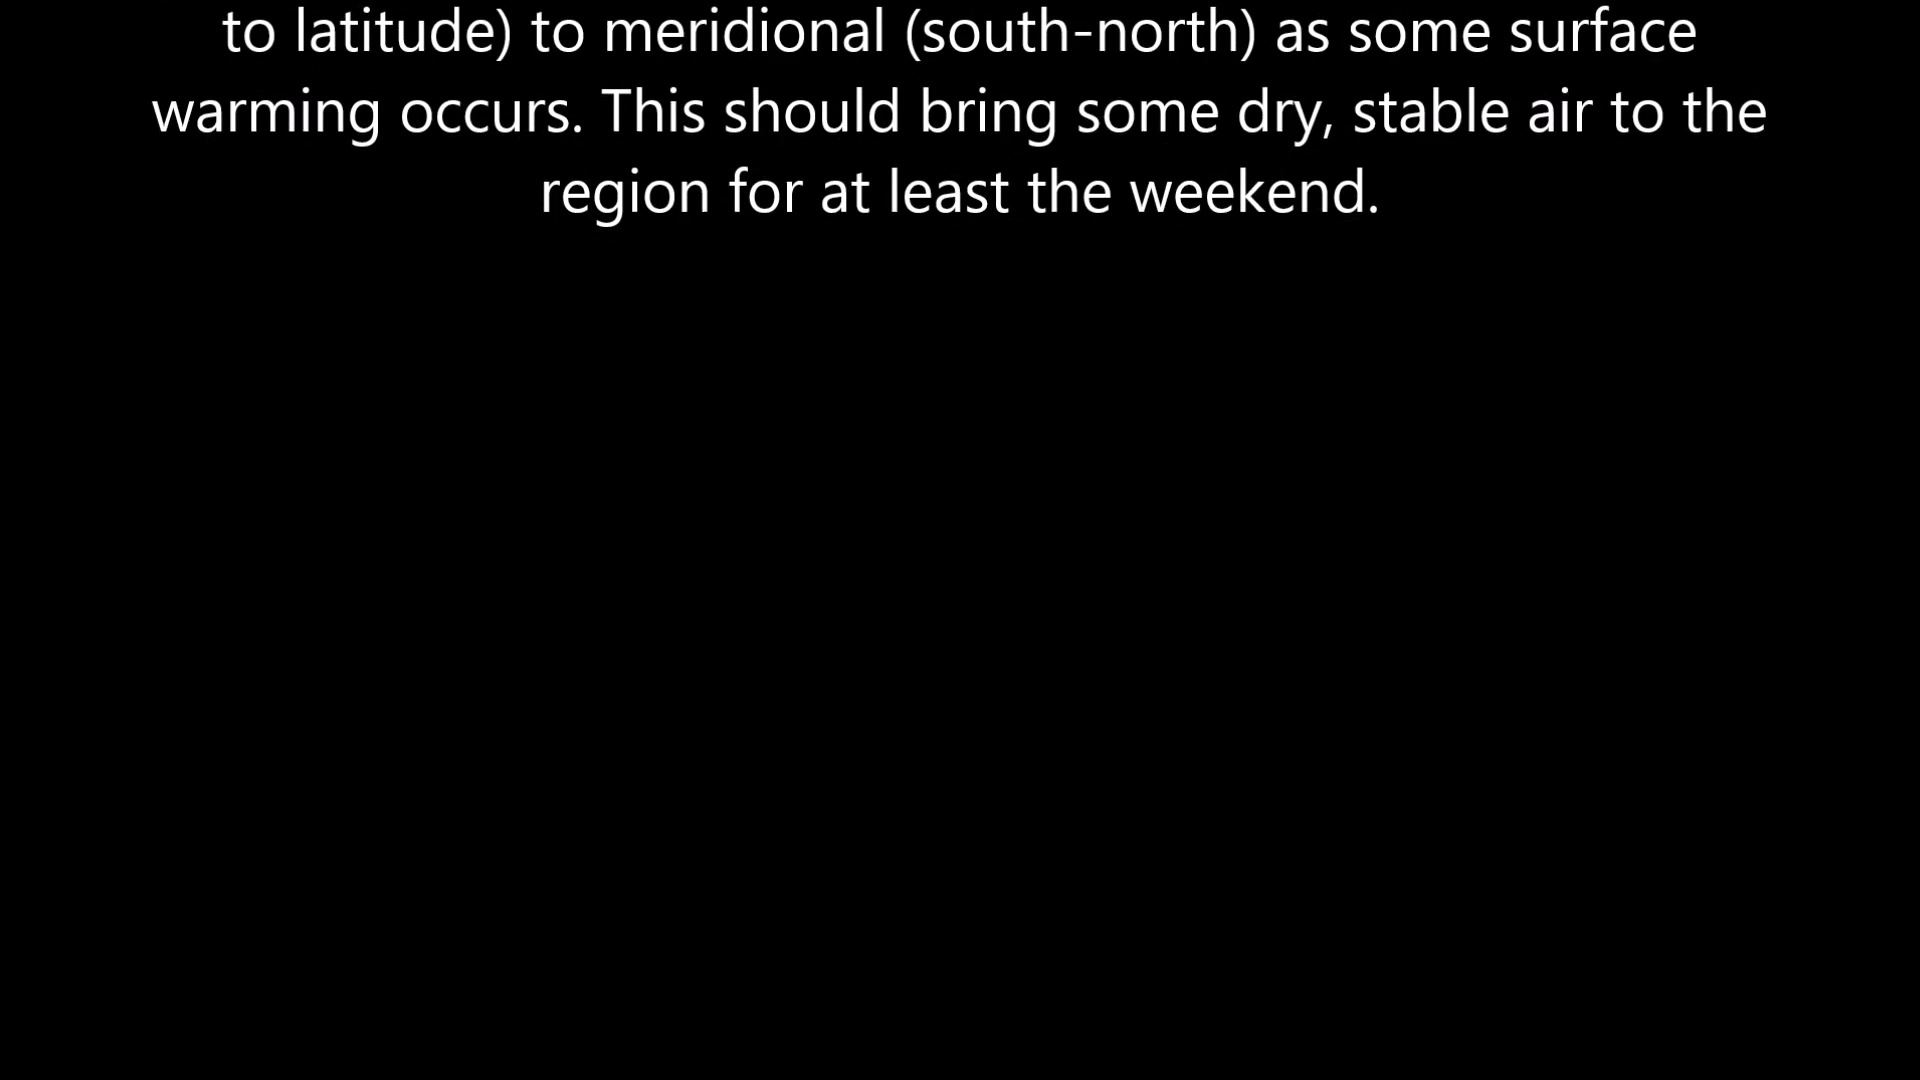 to latitude) to meridional (south-north) as some surface
warming occurs. This should bring some dry, stable air to the
region for at least the weekend.